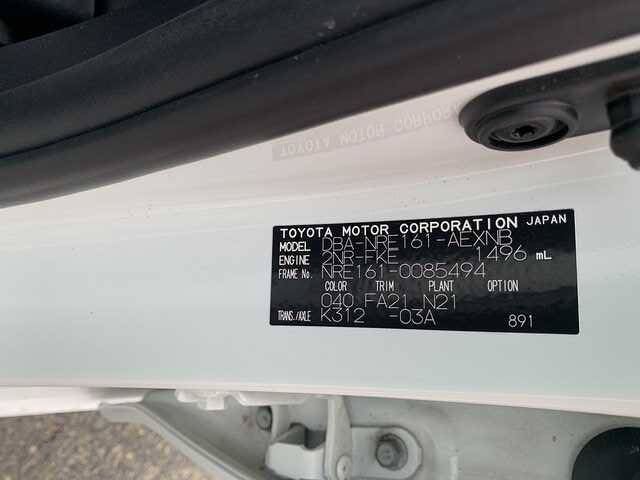 TOYOTA MOTOR CORPORATION JAPAN
MODEL DBA-NRE161-AEXNB
ENGINE 2NR-FKE 1496 mL
FRAME No. NRE161-0085494
COLOR TRIM PLANT OPTION
040 FA21 N21
TRANS./AXLE K312 -03A 891